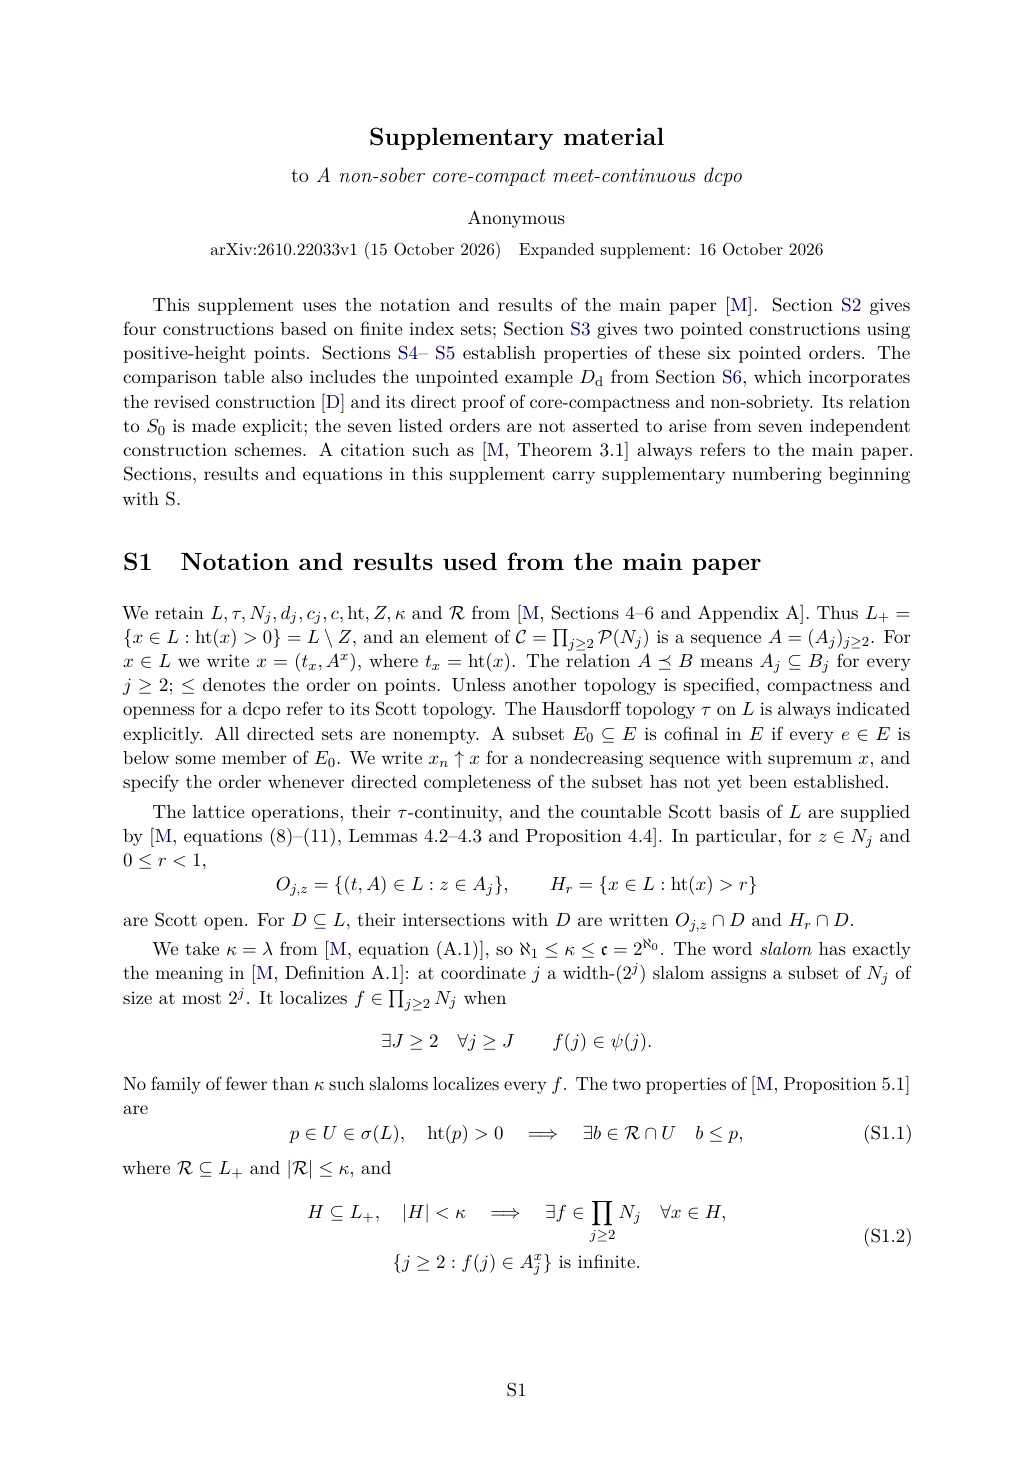 Supplementary material
to A non-sober core-compact meet-continuous dcpo
Anonymous
arXiv:2610.22033v1 (15 October 2026) Expanded supplement: 16 October 2026
This supplement uses the notation and results of the main paper [M]. Section S2 gives
four constructions based on finite index sets; Section S3 gives two pointed constructions using
positive-height points. Sections S4– S5 establish properties of these six pointed orders. The
comparison table also includes the unpointed example D_d from Section S6, which incorporates
the revised construction [D] and its direct proof of core-compactness and non-sobriety. Its relation
to S_0 is made explicit; the seven listed orders are not asserted to arise from seven independent
construction schemes. A citation such as [M, Theorem 3.1] always refers to the main paper.
Sections, results and equations in this supplement carry supplementary numbering beginning
with S.
S1 Notation and results used from the main paper
We retain L, τ, N_j, d_j, c_j, c, ht, Z, κ and ℛ from [M, Sections 4–6 and Appendix A]. Thus L_+ =
{x ∈ L : ht(x) > 0} = L \ Z, and an element of 𝒞 = ∏_{j≥2} 𝒫(N_j) is a sequence A = (A_j)_{j≥2}. For
x ∈ L we write x = (t_x, A^x), where t_x = ht(x). The relation A ⪯ B means A_j ⊆ B_j for every
j ≥ 2; ≤ denotes the order on points. Unless another topology is specified, compactness and
openness for a dcpo refer to its Scott topology. The Hausdorff topology τ on L is always indicated
explicitly. All directed sets are nonempty. A subset E_0 ⊆ E is cofinal in E if every e ∈ E is
below some member of E_0. We write x_n ↑ x for a nondecreasing sequence with supremum x, and
specify the order whenever directed completeness of the subset has not yet been established.
The lattice operations, their τ-continuity, and the countable Scott basis of L are supplied
by [M, equations (8)–(11), Lemmas 4.2–4.3 and Proposition 4.4]. In particular, for z ∈ N_j and
0 ≤ r < 1,
O_{j,z} = {(t, A) ∈ L : z ∈ A_j}, H_r = {x ∈ L : ht(x) > r}
are Scott open. For D ⊆ L, their intersections with D are written O_{j,z} ∩ D and H_r ∩ D.
We take κ = λ from [M, equation (A.1)], so ℵ_1 ≤ κ ≤ 𝔠 = 2^{ℵ_0}. The word slalom has exactly
the meaning in [M, Definition A.1]: at coordinate j a width-(2^j) slalom assigns a subset of N_j of
size at most 2^j. It localizes f ∈ ∏_{j≥2} N_j when
∃J ≥ 2 ∀j ≥ J f(j) ∈ ψ(j).
No family of fewer than κ such slaloms localizes every f. The two properties of [M, Proposition 5.1]
are
p ∈ U ∈ σ(L), ht(p) > 0 ⟹ ∃b ∈ ℛ ∩ U b ≤ p, (S1.1)
where ℛ ⊆ L_+ and |ℛ| ≤ κ, and
H ⊆ L_+, |H| < κ ⟹ ∃f ∈ ∏_{j≥2} N_j ∀x ∈ H,
{j ≥ 2 : f(j) ∈ A_j^x} is infinite. (S1.2)
S1